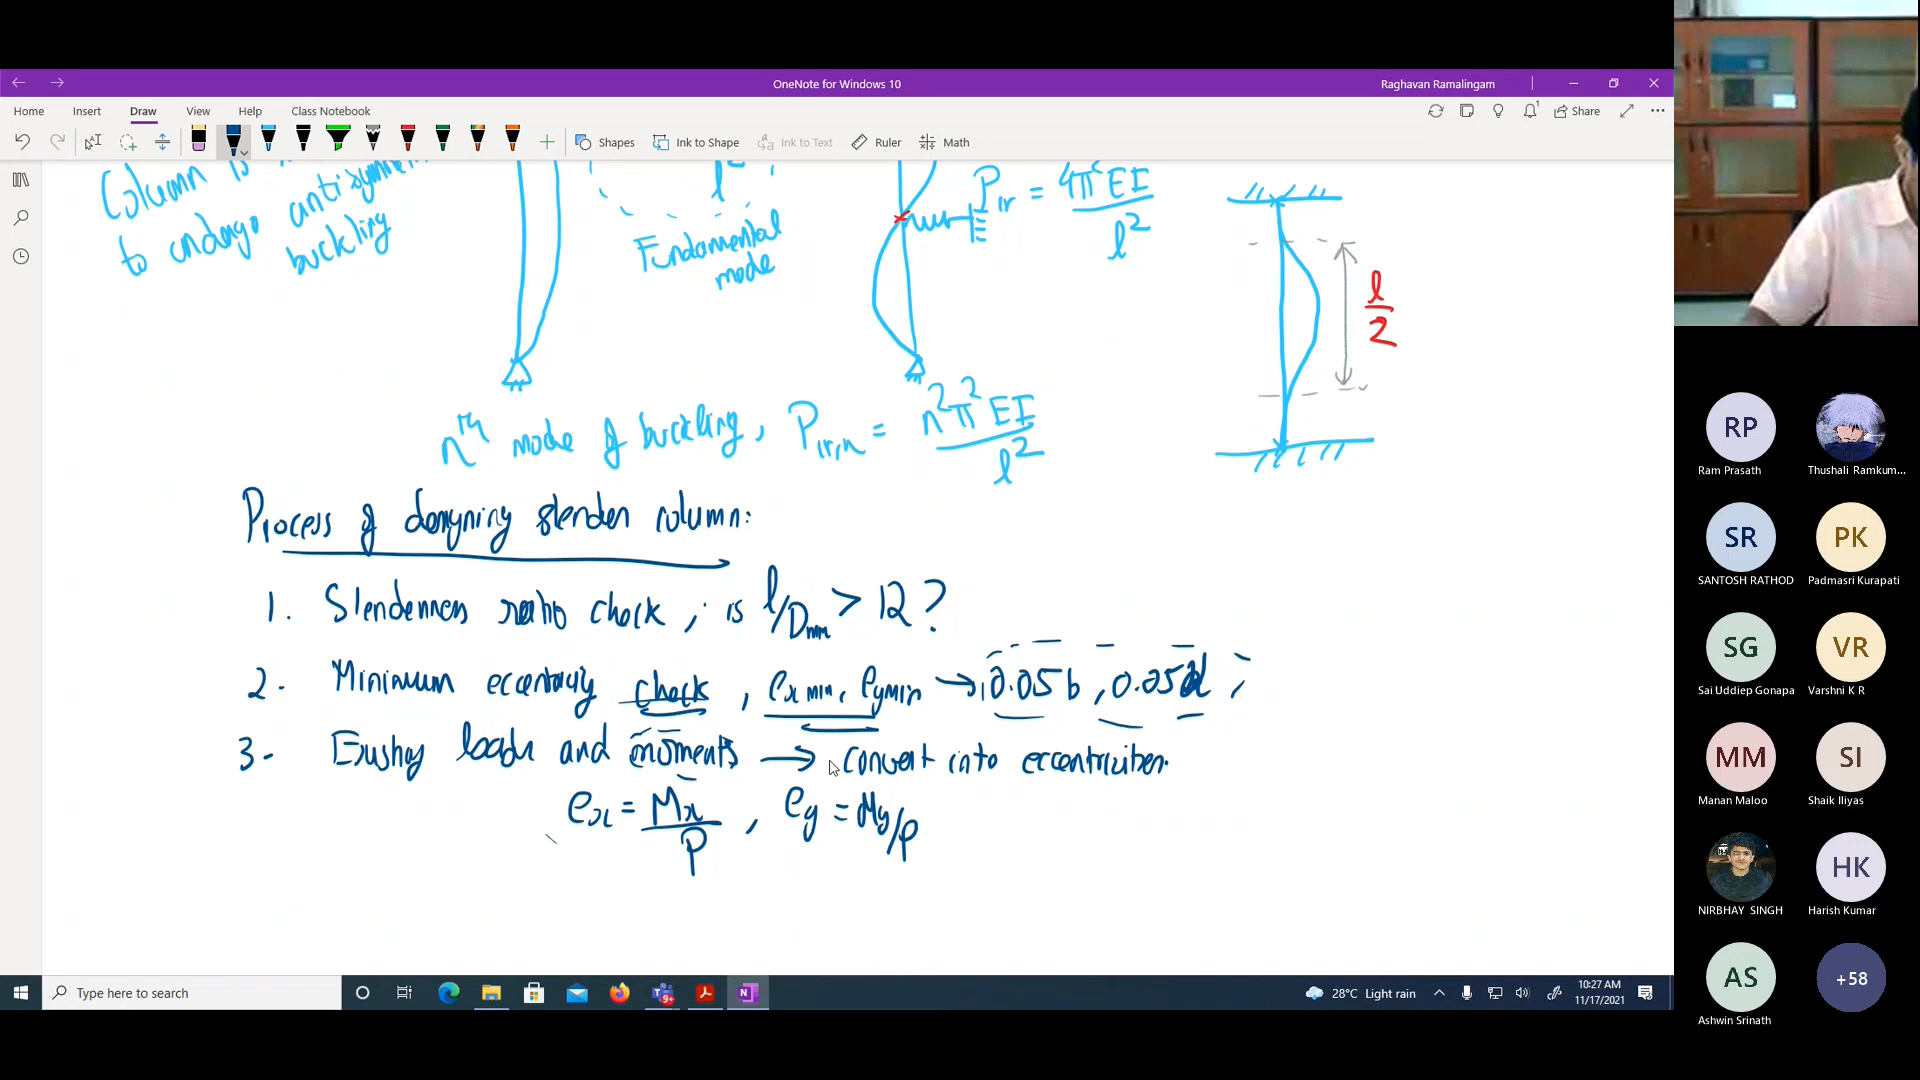 OneNote for Windows 10
Raghavan Ramalingam
Home Insert Draw View Help Class Notebook
Share
Shapes Ink to Shape Ink to Text Ruler Math
Column is
to undergo antisymm
buckling
l²
Fundamental
mode
Pcr = 4π²EI
l²
l
2
nth mode of buckling, Pcr,n = n²π²EI
l²
Process of designing slender column:
1. Slenderness ratio check, is l/Dmin > 12 ?
2. Minimum eccentricity check, ex min, ey min → 0.05b, 0.05d ;
3. Existing loads and moments → convert into eccentricities.
ex = Mx , ey = My/P
P
Type here to search
28°C Light rain
10:27 AM
11/17/2021
RP
Ram Prasath
Thushali Ramkum...
SR
SANTOSH RATHOD
PK
Padmasri Kurapati
SG
Sai Uddiep Gonapa
VR
Varshni K R
MM
Manan Maloo
SI
Shaik Iliyas
NIRBHAY SINGH
HK
Harish Kumar
AS
Ashwin Srinath
+58